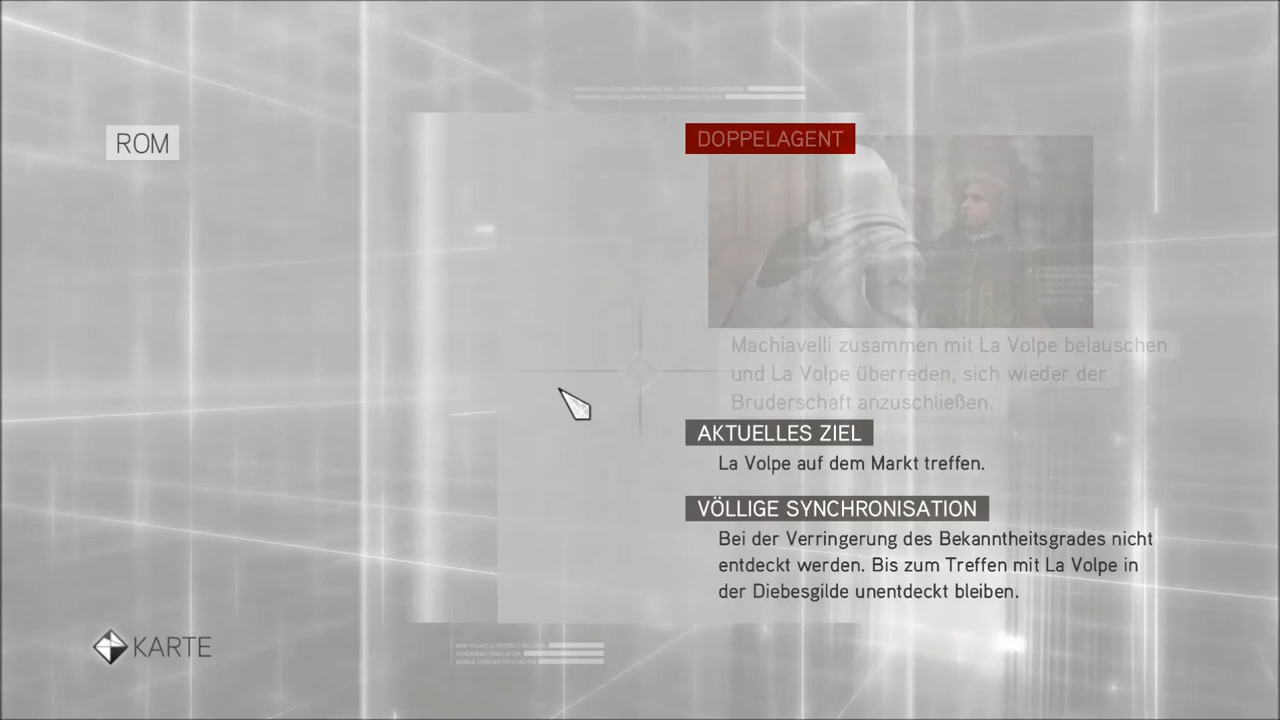 ROM
DOPPELAGENT
Machiavelli zusammen mit La Volpe belauschen
und La Volpe überreden, sich wieder der
Bruderschaft anzuschließen.
AKTUELLES ZIEL
La Volpe auf dem Markt treffen.
VÖLLIGE SYNCHRONISATION
Bei der Verringerung des Bekanntheitsgrades nicht
entdeckt werden. Bis zum Treffen mit La Volpe in
der Diebesgilde unentdeckt bleiben.
KARTE